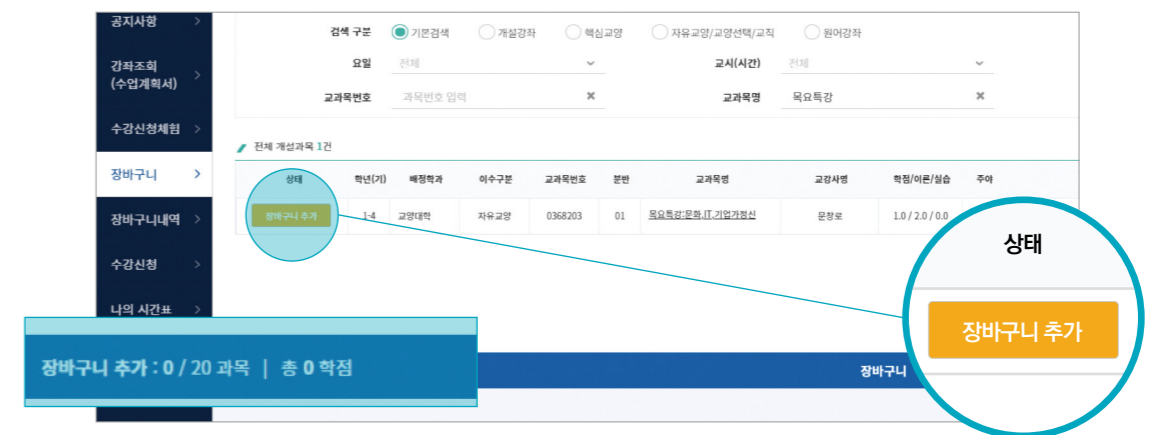 공지사항 >
강좌조회
(수업계획서) >
수강신청체험 >
장바구니 >
장바구니내역 >
수강신청 >
나의 시간표 >
검색 구분 기본검색 개설강좌 핵심교양 자유교양/교양선택/교직 원어강좌
요일 전체 교시(시간) 전체
교과목번호 과목번호 입력 교과목명 목요특강
전체 개설과목 1건
상태 학년(기) 배정학과 이수구분 교과목번호 분반 교과목명 교강사명 학점/이론/실습 주야
장바구니 추가 1-4 교양대학 자유교양 0368203 01 목요특강:문화,IT,기업가정신 문창로 1.0 / 2.0 / 0.0
상태
장바구니 추가
장바구니 추가 : 0 / 20 과목 | 총 0 학점
장바구니